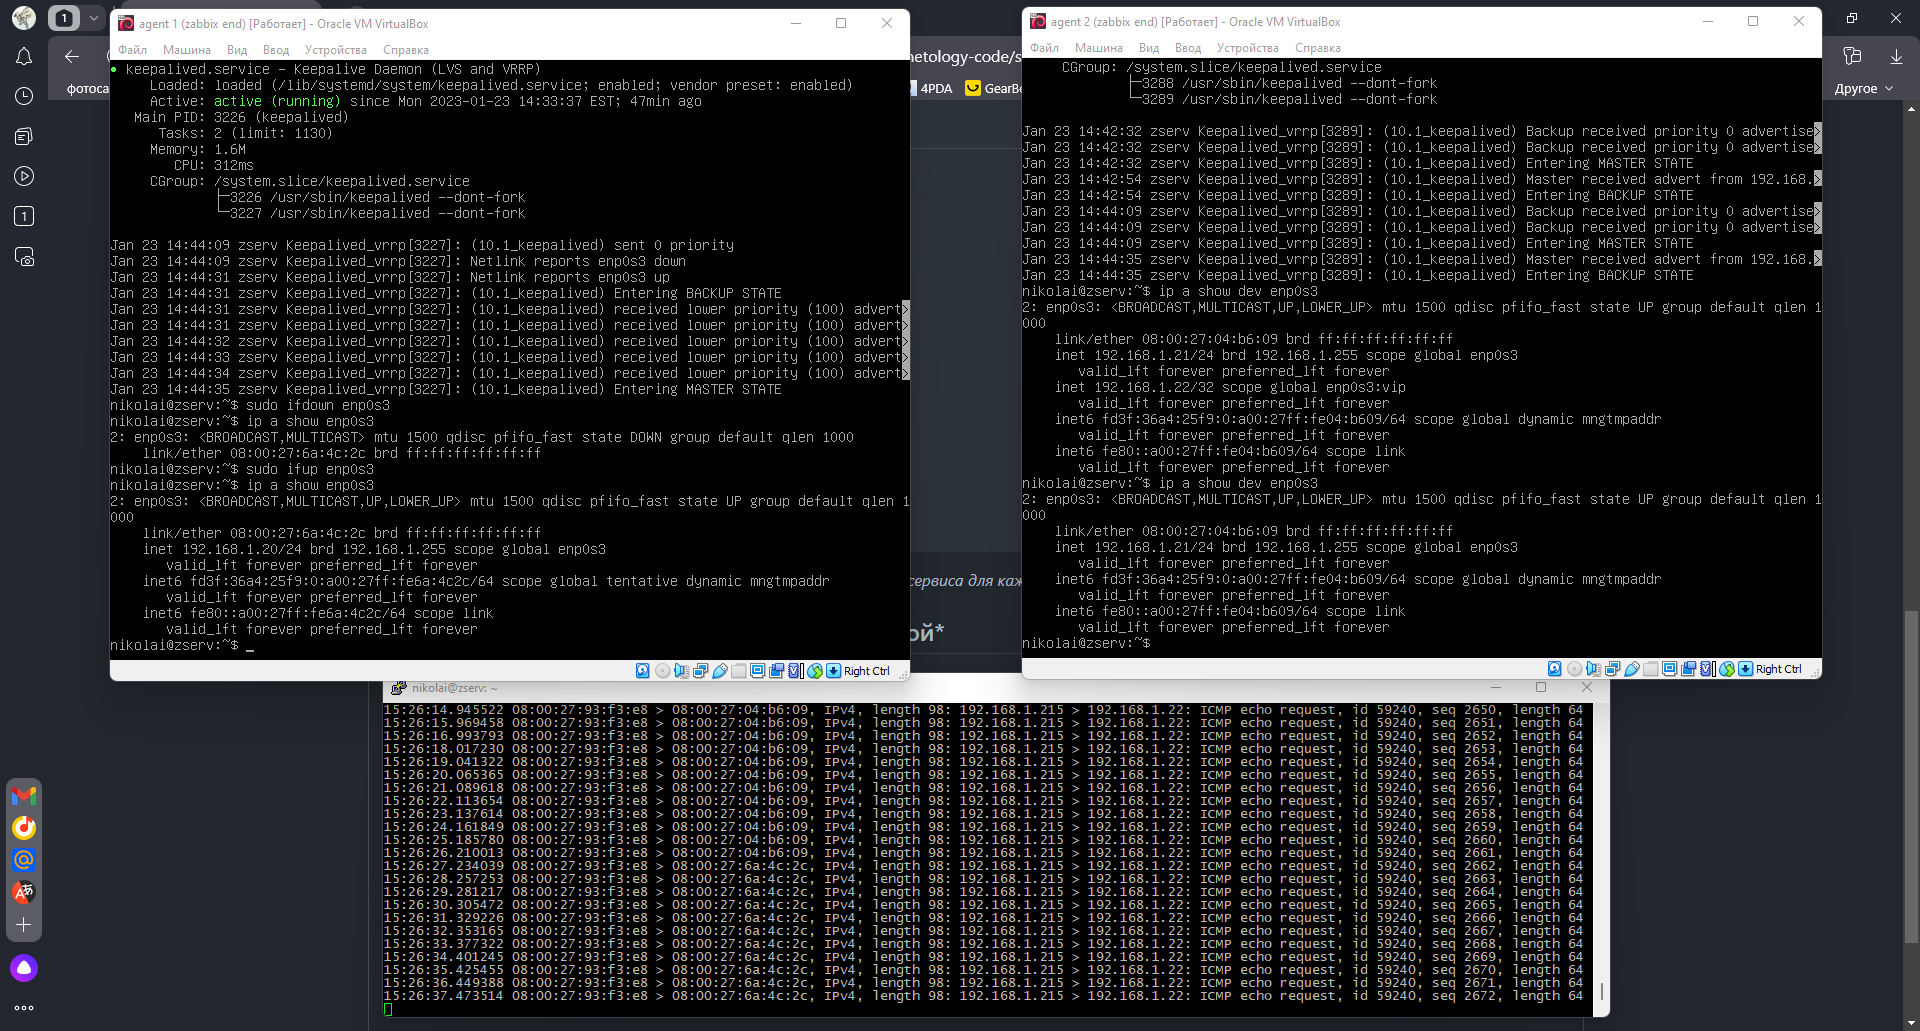 1
agent 1 (zabbix end) [Работает] - Oracle VM VirtualBox
Файл Машина Вид Ввод Устройства Справка
● keepalived.service - Keepalive Daemon (LVS and VRRP)
Loaded: loaded (/lib/systemd/system/keepalived.service; enabled; vendor preset: enabled)
Active: active (running) since Mon 2023-01-23 14:33:37 EST; 47min ago
Main PID: 3226 (keepalived)
Tasks: 2 (limit: 1130)
Memory: 1.6M
CPU: 312ms
CGroup: /system.slice/keepalived.service
├─3226 /usr/sbin/keepalived --dont-fork
└─3227 /usr/sbin/keepalived --dont-fork
Jan 23 14:44:09 zserv Keepalived_vrrp[3227]: (10.1_keepalived) sent 0 priority
Jan 23 14:44:09 zserv Keepalived_vrrp[3227]: Netlink reports enp0s3 down
Jan 23 14:44:31 zserv Keepalived_vrrp[3227]: Netlink reports enp0s3 up
Jan 23 14:44:31 zserv Keepalived_vrrp[3227]: (10.1_keepalived) Entering BACKUP STATE
Jan 23 14:44:31 zserv Keepalived_vrrp[3227]: (10.1_keepalived) received lower priority (100) advert>
Jan 23 14:44:31 zserv Keepalived_vrrp[3227]: (10.1_keepalived) received lower priority (100) advert>
Jan 23 14:44:32 zserv Keepalived_vrrp[3227]: (10.1_keepalived) received lower priority (100) advert>
Jan 23 14:44:33 zserv Keepalived_vrrp[3227]: (10.1_keepalived) received lower priority (100) advert>
Jan 23 14:44:34 zserv Keepalived_vrrp[3227]: (10.1_keepalived) received lower priority (100) advert>
Jan 23 14:44:35 zserv Keepalived_vrrp[3227]: (10.1_keepalived) Entering MASTER STATE
nikolai@zserv:~$ sudo ifdown enp0s3
nikolai@zserv:~$ ip a show enp0s3
2: enp0s3: <BROADCAST,MULTICAST> mtu 1500 qdisc pfifo_fast state DOWN group default qlen 1000
link/ether 08:00:27:6a:4c:2c brd ff:ff:ff:ff:ff:ff
nikolai@zserv:~$ sudo ifup enp0s3
nikolai@zserv:~$ ip a show enp0s3
2: enp0s3: <BROADCAST,MULTICAST,UP,LOWER_UP> mtu 1500 qdisc pfifo_fast state UP group default qlen 1
000
link/ether 08:00:27:6a:4c:2c brd ff:ff:ff:ff:ff:ff
inet 192.168.1.20/24 brd 192.168.1.255 scope global enp0s3
valid_lft forever preferred_lft forever
inet6 fd3f:36a4:25f9:0:a00:27ff:fe6a:4c2c/64 scope global tentative dynamic mngtmpaddr
valid_lft forever preferred_lft forever
inet6 fe80::a00:27ff:fe6a:4c2c/64 scope link
valid_lft forever preferred_lft forever
nikolai@zserv:~$ _
Right Ctrl
agent 2 (zabbix end) [Работает] - Oracle VM VirtualBox
Файл Машина Вид Ввод Устройства Справка
CGroup: /system.slice/keepalived.service
├─3288 /usr/sbin/keepalived --dont-fork
└─3289 /usr/sbin/keepalived --dont-fork
Jan 23 14:42:32 zserv Keepalived_vrrp[3289]: (10.1_keepalived) Backup received priority 0 advertise>
Jan 23 14:42:32 zserv Keepalived_vrrp[3289]: (10.1_keepalived) Backup received priority 0 advertise>
Jan 23 14:42:32 zserv Keepalived_vrrp[3289]: (10.1_keepalived) Entering MASTER STATE
Jan 23 14:42:54 zserv Keepalived_vrrp[3289]: (10.1_keepalived) Master received advert from 192.168.>
Jan 23 14:42:54 zserv Keepalived_vrrp[3289]: (10.1_keepalived) Entering BACKUP STATE
Jan 23 14:44:09 zserv Keepalived_vrrp[3289]: (10.1_keepalived) Backup received priority 0 advertise>
Jan 23 14:44:09 zserv Keepalived_vrrp[3289]: (10.1_keepalived) Backup received priority 0 advertise>
Jan 23 14:44:09 zserv Keepalived_vrrp[3289]: (10.1_keepalived) Entering MASTER STATE
Jan 23 14:44:35 zserv Keepalived_vrrp[3289]: (10.1_keepalived) Master received advert from 192.168.>
Jan 23 14:44:35 zserv Keepalived_vrrp[3289]: (10.1_keepalived) Entering BACKUP STATE
nikolai@zserv:~$ ip a show dev enp0s3
2: enp0s3: <BROADCAST,MULTICAST,UP,LOWER_UP> mtu 1500 qdisc pfifo_fast state UP group default qlen 1
000
link/ether 08:00:27:04:b6:09 brd ff:ff:ff:ff:ff:ff
inet 192.168.1.21/24 brd 192.168.1.255 scope global enp0s3
valid_lft forever preferred_lft forever
inet 192.168.1.22/32 scope global enp0s3:vip
valid_lft forever preferred_lft forever
inet6 fd3f:36a4:25f9:0:a00:27ff:fe04:b609/64 scope global dynamic mngtmpaddr
valid_lft forever preferred_lft forever
inet6 fe80::a00:27ff:fe04:b609/64 scope link
valid_lft forever preferred_lft forever
nikolai@zserv:~$ ip a show dev enp0s3
2: enp0s3: <BROADCAST,MULTICAST,UP,LOWER_UP> mtu 1500 qdisc pfifo_fast state UP group default qlen 1
000
link/ether 08:00:27:04:b6:09 brd ff:ff:ff:ff:ff:ff
inet 192.168.1.21/24 brd 192.168.1.255 scope global enp0s3
valid_lft forever preferred_lft forever
inet6 fd3f:36a4:25f9:0:a00:27ff:fe04:b609/64 scope global dynamic mngtmpaddr
valid_lft forever preferred_lft forever
inet6 fe80::a00:27ff:fe04:b609/64 scope link
valid_lft forever preferred_lft forever
nikolai@zserv:~$
Right Ctrl
фотоса
etology-code/s
4PDA GearBe
Другое
1
сервиса для каж
ой*
nikolai@zserv: ~
15:26:14.945522 08:00:27:93:f3:e8 > 08:00:27:04:b6:09, IPv4, length 98: 192.168.1.215 > 192.168.1.22: ICMP echo request, id 59240, seq 2650, length 64
15:26:15.969458 08:00:27:93:f3:e8 > 08:00:27:04:b6:09, IPv4, length 98: 192.168.1.215 > 192.168.1.22: ICMP echo request, id 59240, seq 2651, length 64
15:26:16.993793 08:00:27:93:f3:e8 > 08:00:27:04:b6:09, IPv4, length 98: 192.168.1.215 > 192.168.1.22: ICMP echo request, id 59240, seq 2652, length 64
15:26:18.017230 08:00:27:93:f3:e8 > 08:00:27:04:b6:09, IPv4, length 98: 192.168.1.215 > 192.168.1.22: ICMP echo request, id 59240, seq 2653, length 64
15:26:19.041322 08:00:27:93:f3:e8 > 08:00:27:04:b6:09, IPv4, length 98: 192.168.1.215 > 192.168.1.22: ICMP echo request, id 59240, seq 2654, length 64
15:26:20.065365 08:00:27:93:f3:e8 > 08:00:27:04:b6:09, IPv4, length 98: 192.168.1.215 > 192.168.1.22: ICMP echo request, id 59240, seq 2655, length 64
15:26:21.089618 08:00:27:93:f3:e8 > 08:00:27:04:b6:09, IPv4, length 98: 192.168.1.215 > 192.168.1.22: ICMP echo request, id 59240, seq 2656, length 64
15:26:22.113654 08:00:27:93:f3:e8 > 08:00:27:04:b6:09, IPv4, length 98: 192.168.1.215 > 192.168.1.22: ICMP echo request, id 59240, seq 2657, length 64
15:26:23.137614 08:00:27:93:f3:e8 > 08:00:27:04:b6:09, IPv4, length 98: 192.168.1.215 > 192.168.1.22: ICMP echo request, id 59240, seq 2658, length 64
15:26:24.161849 08:00:27:93:f3:e8 > 08:00:27:04:b6:09, IPv4, length 98: 192.168.1.215 > 192.168.1.22: ICMP echo request, id 59240, seq 2659, length 64
15:26:25.185780 08:00:27:93:f3:e8 > 08:00:27:04:b6:09, IPv4, length 98: 192.168.1.215 > 192.168.1.22: ICMP echo request, id 59240, seq 2660, length 64
15:26:26.210013 08:00:27:93:f3:e8 > 08:00:27:04:b6:09, IPv4, length 98: 192.168.1.215 > 192.168.1.22: ICMP echo request, id 59240, seq 2661, length 64
15:26:27.234039 08:00:27:93:f3:e8 > 08:00:27:6a:4c:2c, IPv4, length 98: 192.168.1.215 > 192.168.1.22: ICMP echo request, id 59240, seq 2662, length 64
15:26:28.257253 08:00:27:93:f3:e8 > 08:00:27:6a:4c:2c, IPv4, length 98: 192.168.1.215 > 192.168.1.22: ICMP echo request, id 59240, seq 2663, length 64
15:26:29.281217 08:00:27:93:f3:e8 > 08:00:27:6a:4c:2c, IPv4, length 98: 192.168.1.215 > 192.168.1.22: ICMP echo request, id 59240, seq 2664, length 64
15:26:30.305472 08:00:27:93:f3:e8 > 08:00:27:6a:4c:2c, IPv4, length 98: 192.168.1.215 > 192.168.1.22: ICMP echo request, id 59240, seq 2665, length 64
15:26:31.329226 08:00:27:93:f3:e8 > 08:00:27:6a:4c:2c, IPv4, length 98: 192.168.1.215 > 192.168.1.22: ICMP echo request, id 59240, seq 2666, length 64
15:26:32.353165 08:00:27:93:f3:e8 > 08:00:27:6a:4c:2c, IPv4, length 98: 192.168.1.215 > 192.168.1.22: ICMP echo request, id 59240, seq 2667, length 64
15:26:33.377322 08:00:27:93:f3:e8 > 08:00:27:6a:4c:2c, IPv4, length 98: 192.168.1.215 > 192.168.1.22: ICMP echo request, id 59240, seq 2668, length 64
15:26:34.401245 08:00:27:93:f3:e8 > 08:00:27:6a:4c:2c, IPv4, length 98: 192.168.1.215 > 192.168.1.22: ICMP echo request, id 59240, seq 2669, length 64
15:26:35.425455 08:00:27:93:f3:e8 > 08:00:27:6a:4c:2c, IPv4, length 98: 192.168.1.215 > 192.168.1.22: ICMP echo request, id 59240, seq 2670, length 64
15:26:36.449388 08:00:27:93:f3:e8 > 08:00:27:6a:4c:2c, IPv4, length 98: 192.168.1.215 > 192.168.1.22: ICMP echo request, id 59240, seq 2671, length 64
15:26:37.473514 08:00:27:93:f3:e8 > 08:00:27:6a:4c:2c, IPv4, length 98: 192.168.1.215 > 192.168.1.22: ICMP echo request, id 59240, seq 2672, length 64